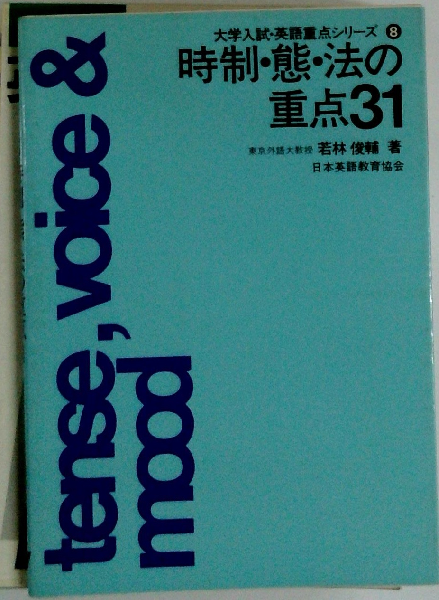 大学入試・英語重点シリーズ 8
時制・態・法の
重点31
東京外語大教授 若林 俊輔 著
日本英語教育協会
tense, voice &
mood